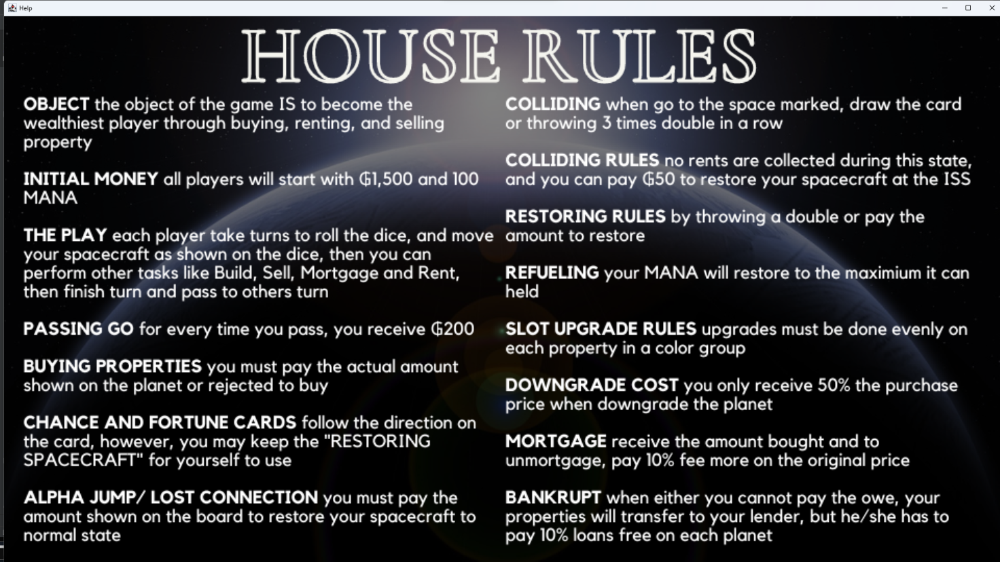 Help
HOUSE RULES
OBJECT the object of the game IS to become the
wealthiest player through buying, renting, and selling
property
INITIAL MONEY all players will start with ₲1,500 and 100
MANA
THE PLAY each player take turns to roll the dice, and move
your spacecraft as shown on the dice, then you can
perform other tasks like Build, Sell, Mortgage and Rent,
then finish turn and pass to others turn
PASSING GO for every time you pass, you receive ₲200
BUYING PROPERTIES you must pay the actual amount
shown on the planet or rejected to buy
CHANCE AND FORTUNE CARDS follow the direction on
the card, however, you may keep the "RESTORING
SPACECRAFT" for yourself to use
ALPHA JUMP/ LOST CONNECTION you must pay the
amount shown on the board to restore your spacecraft to
normal state
COLLIDING when go to the space marked, draw the card
or throwing 3 times double in a row
COLLIDING RULES no rents are collected during this state,
and you can pay ₲50 to restore your spacecraft at the ISS
RESTORING RULES by throwing a double or pay the
amount to restore
REFUELING your MANA will restore to the maximium it can
held
SLOT UPGRADE RULES upgrades must be done evenly on
each property in a color group
DOWNGRADE COST you only receive 50% the purchase
price when downgrade the planet
MORTGAGE receive the amount bought and to
unmortgage, pay 10% fee more on the original price
BANKRUPT when either you cannot pay the owe, your
properties will transfer to your lender, but he/she has to
pay 10% loans free on each planet